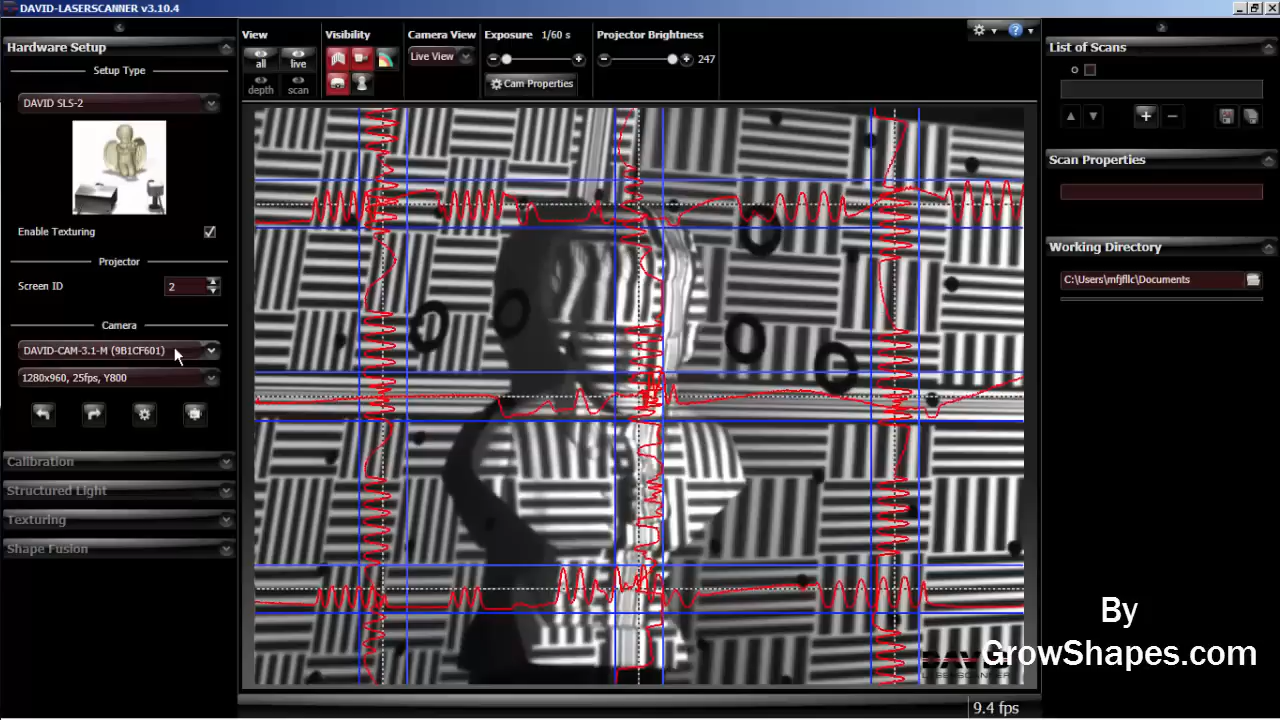 DAVID-LASERSCANNER v3.10.4
Hardware Setup
Setup Type
DAVID SLS-2
Enable Texturing
Projector
Screen ID
2
Camera
DAVID-CAM-3.1-M (9B1CF601)
1280x960, 25fps, Y800
Calibration
Structured Light
Texturing
Shape Fusion
View
all
live
depth
scan
Visibility
Camera View
Live View
Exposure 1/60 s
Cam Properties
Projector Brightness
247
List of Scans
Scan Properties
Working Directory
C:\Users\mfjfllc\Documents
By
GrowShapes.com
DAVID
LASERSCANNER
9.4 fps